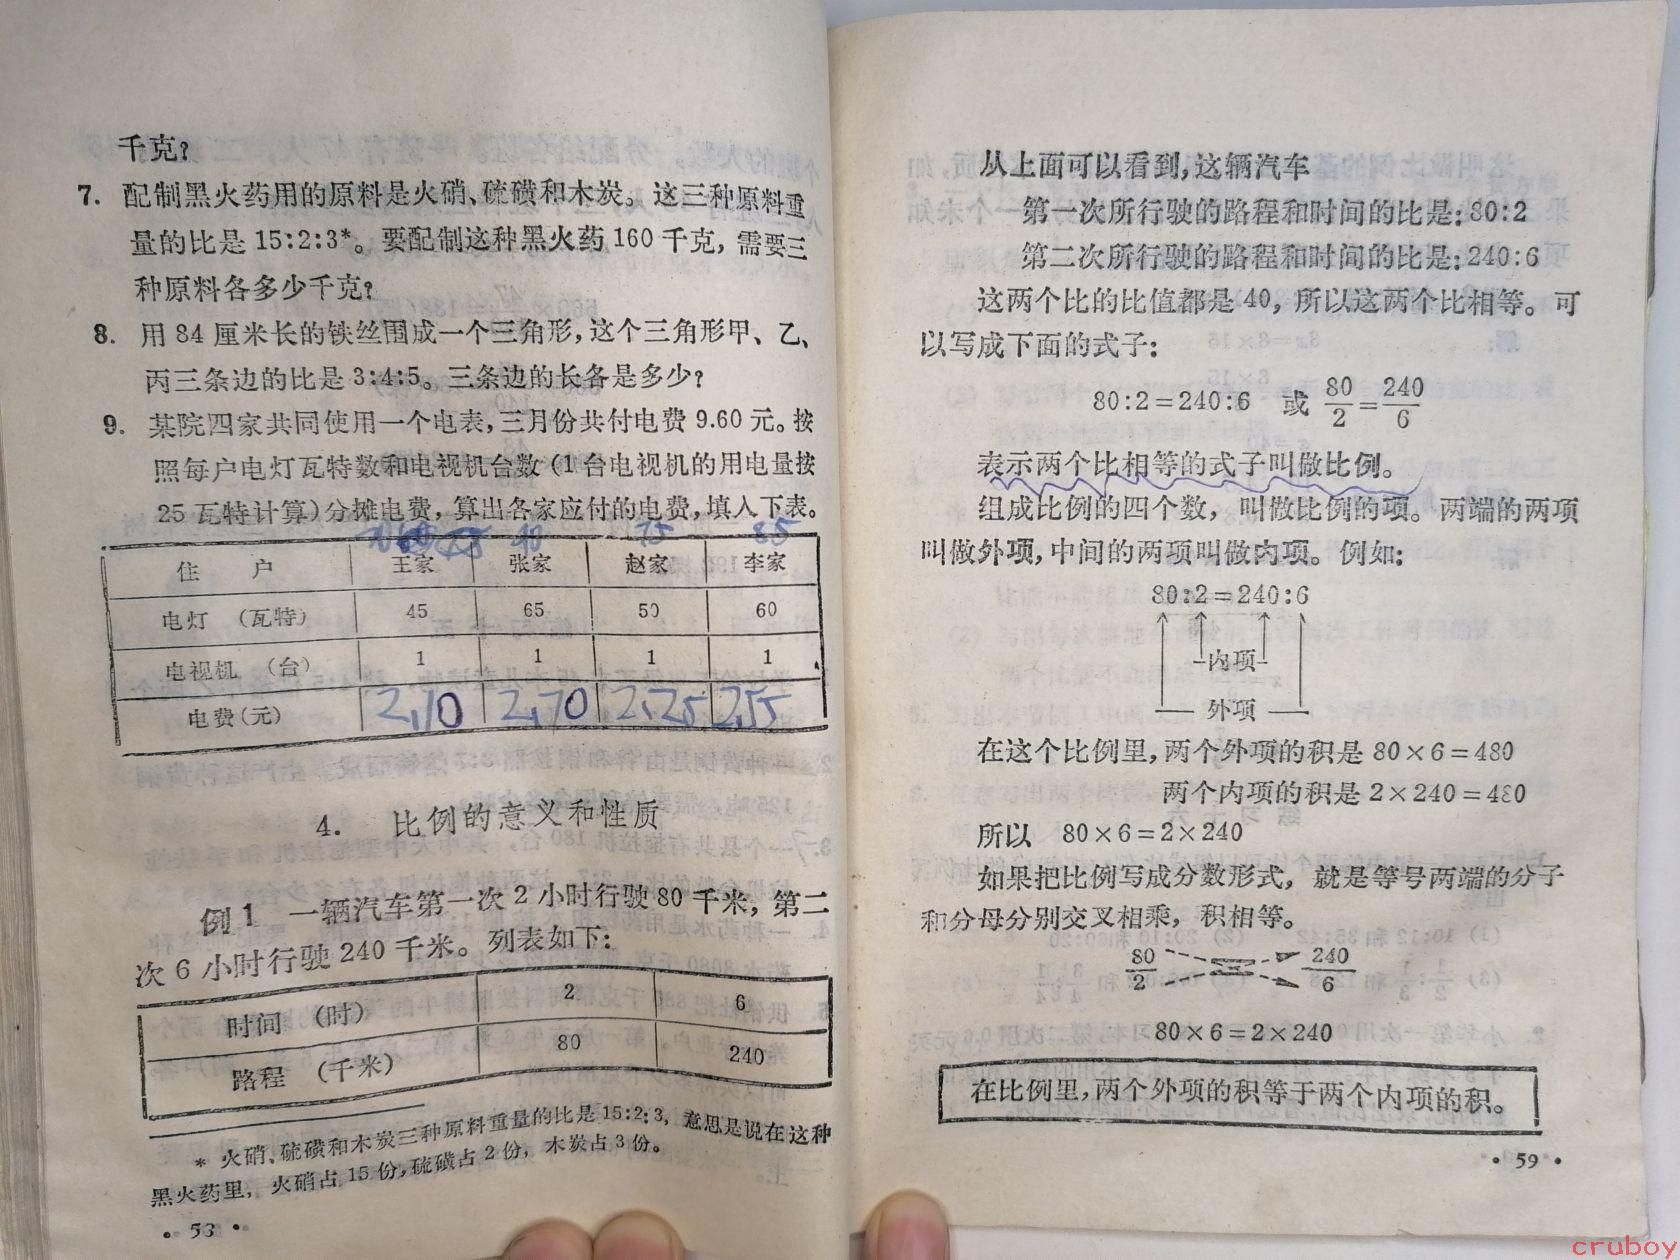 千克？
7. 配制黑火药用的原料是火硝、硫磺和木炭。这三种原料重
量的比是15:2:3*。要配制这种黑火药160千克，需要三
种原料各多少千克？
8. 用84厘米长的铁丝围成一个三角形，这个三角形甲、乙、
丙三条边的比是3:4:5。三条边的长各是多少？
9. 某院四家共同使用一个电表，三月份共付电费9.60元。按
照每户电灯瓦特数和电视机台数（1台电视机的用电量按
25瓦特计算）分摊电费，算出各家应付的电费，填入下表。
90 75 85
住 户 王家 张家 赵家 李家
电灯 （瓦特） 45 65 50 60
电视机 （台） 1 1 1 1
电费（元） 2,10 2,70 2,25 2,55
4. 比例的意义和性质
例1 一辆汽车第一次2小时行驶80千米，第二
次6小时行驶240千米。列表如下：
时间 （时） 2 6
路程 （千米） 80 240
* 火硝、硫磺和木炭三种原料重量的比是15:2:3，意思是说在这种
黑火药里，火硝占15份，硫磺占2份，木炭占3份。
• 58 •
从上面可以看到，这辆汽车
第一次所行驶的路程和时间的比是：80:2
第二次所行驶的路程和时间的比是：240:6
这两个比的比值都是40，所以这两个比相等。可
以写成下面的式子：
80:2=240:6 或 80/2=240/6
表示两个比相等的式子叫做比例。
组成比例的四个数，叫做比例的项。两端的两项
叫做外项，中间的两项叫做内项。例如：
80:2=240:6
内项
外项
在这个比例里，两个外项的积是80×6=480
两个内项的积是2×240=480
所以 80×6=2×240
如果把比例写成分数形式，就是等号两端的分子
和分母分别交叉相乘，积相等。
80/2 = 240/6
80×6=2×240
在比例里，两个外项的积等于两个内项的积。
• 59 •
cruboy